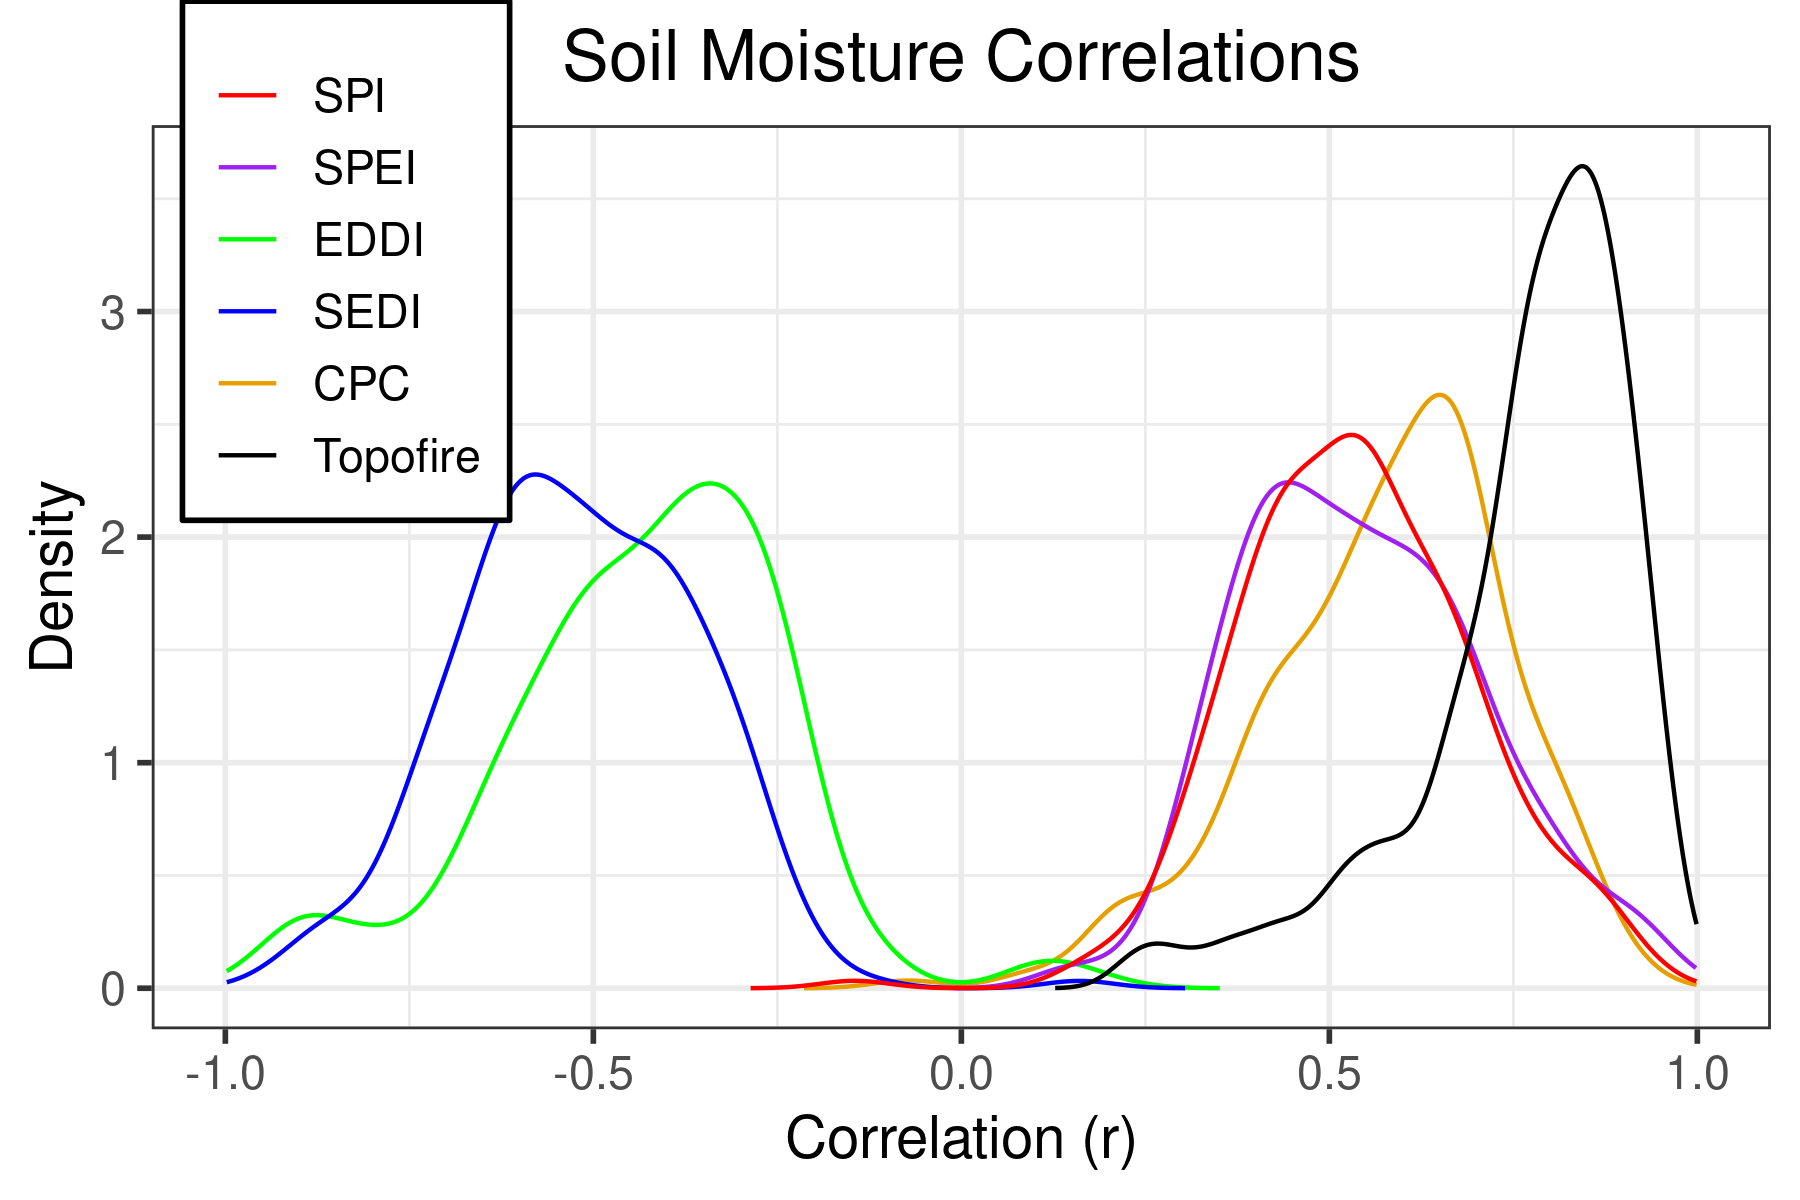 Soil Moisture Correlations
SPI
SPEI
EDDI
SEDI
CPC
Topofire
Density
3
2
1
0
-1.0 -0.5 0.0 0.5 1.0
Correlation (r)